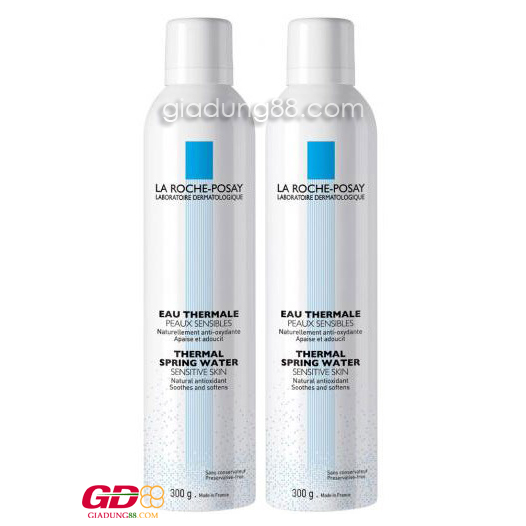 giadung88.com
LA ROCHE-POSAY
LABORATOIRE DERMATOLOGIQUE
EAU THERMALE
PEAUX SENSIBLES
Naturellement anti-oxydante
Apaise et adoucit
THERMAL
SPRING WATER
SENSITIVE SKIN
Natural antioxidant
Soothes and softens
Sans conservateur
Preservative-free
300 g - Made in France
LA ROCHE-POSAY
LABORATOIRE DERMATOLOGIQUE
EAU THERMALE
PEAUX SENSIBLES
Naturellement anti-oxydante
Apaise et adoucit
THERMAL
SPRING WATER
SENSITIVE SKIN
Natural antioxidant
Soothes and softens
Sans conservateur
Preservative-free
300 g - Made in France
GD88
GIADUNG88.COM